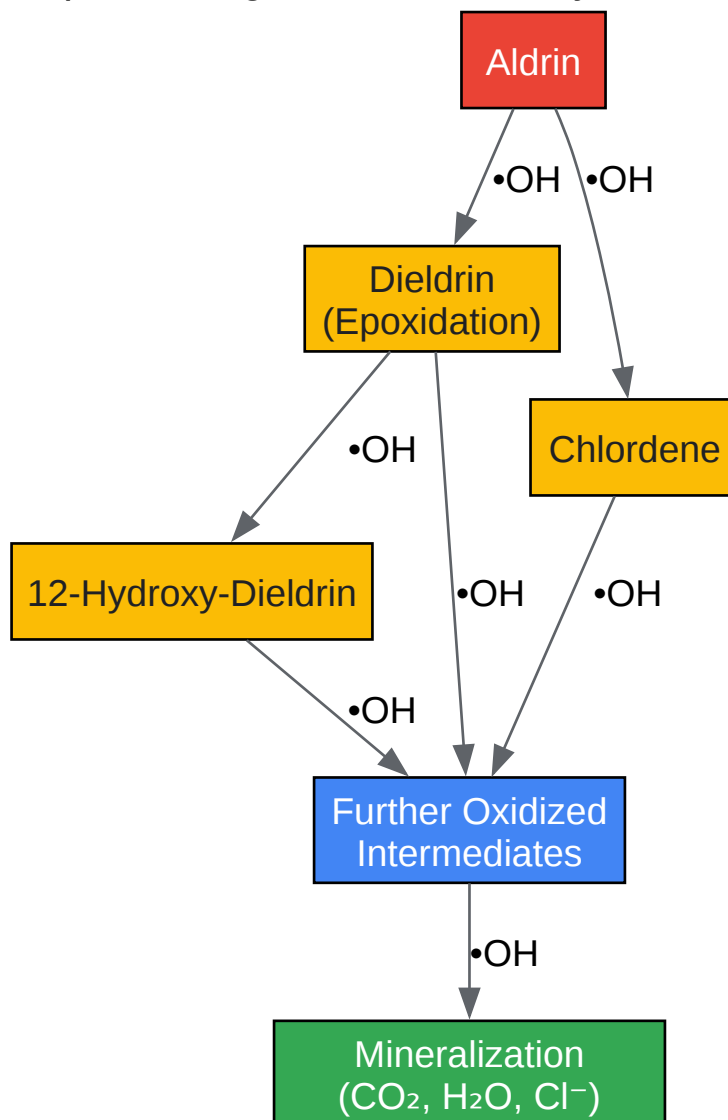 Aldrin
•OH •OH
Dieldrin
(Epoxidation)
•OH
Chlordene
12-Hydroxy-Dieldrin
•OH
•OH
•OH
Further Oxidized
Intermediates
•OH
Mineralization
(CO₂, H₂O, Cl⁻)